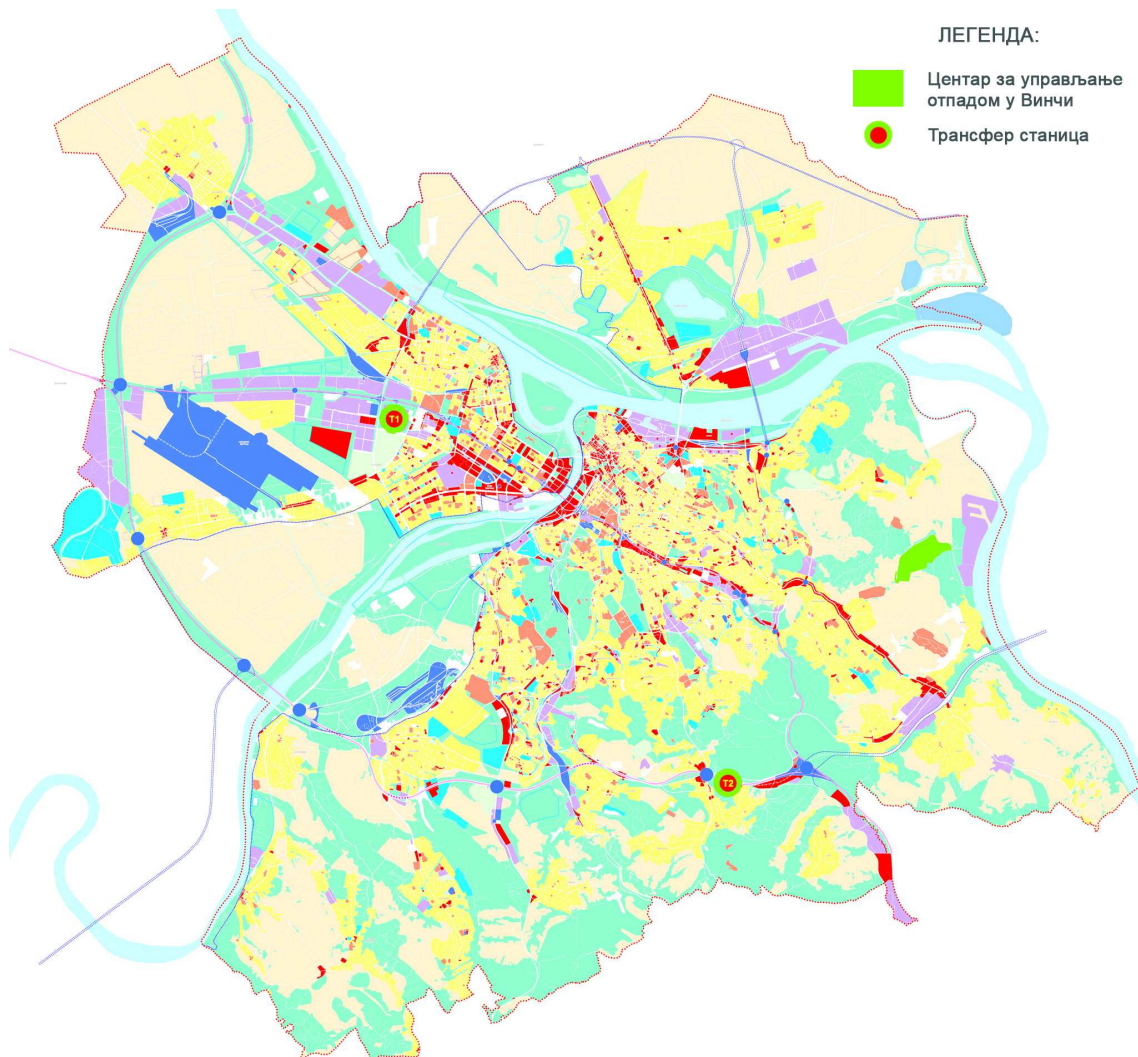 ЛЕГЕНДА:
Центар за управљање
отпадом у Винчи
Трансфер станица
T1
T2